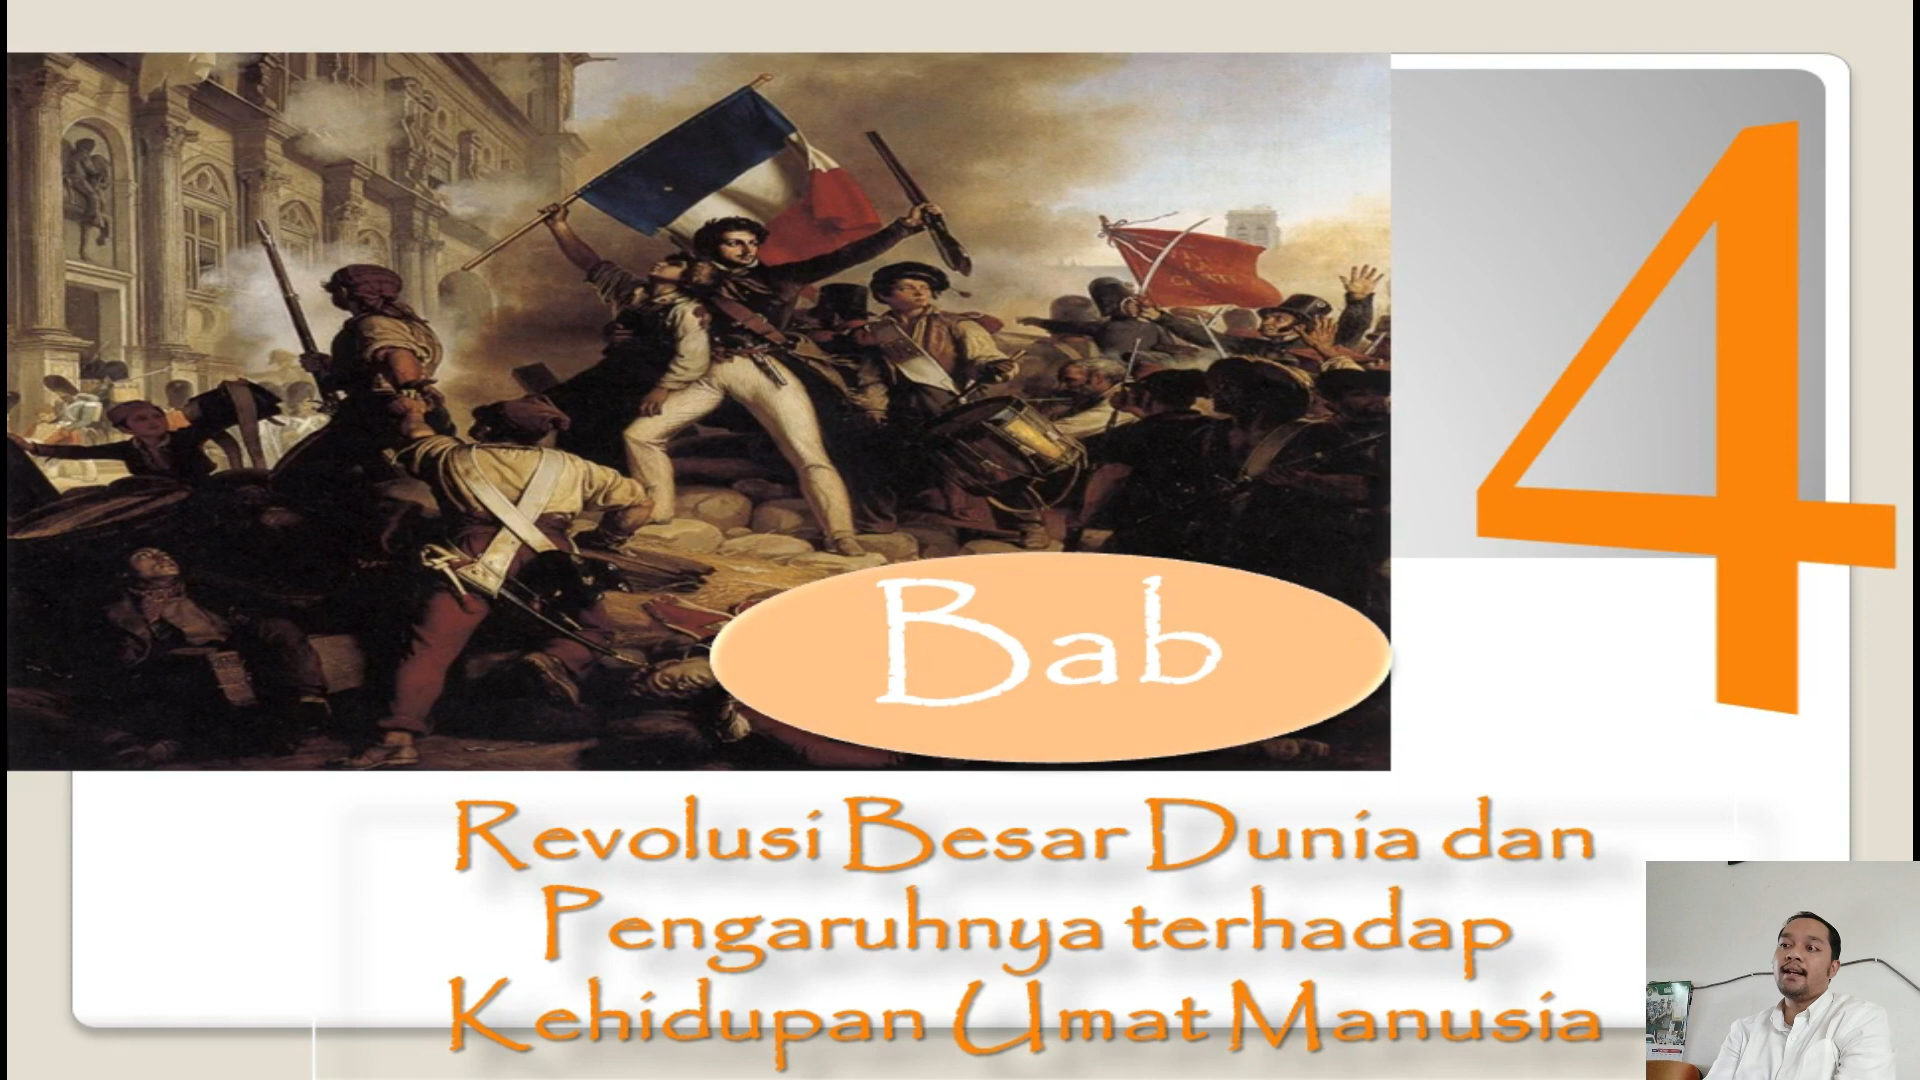 4
Bab
Revolusi Besar Dunia dan
Pengaruhnya terhadap
Kehidupan Umat Manusia